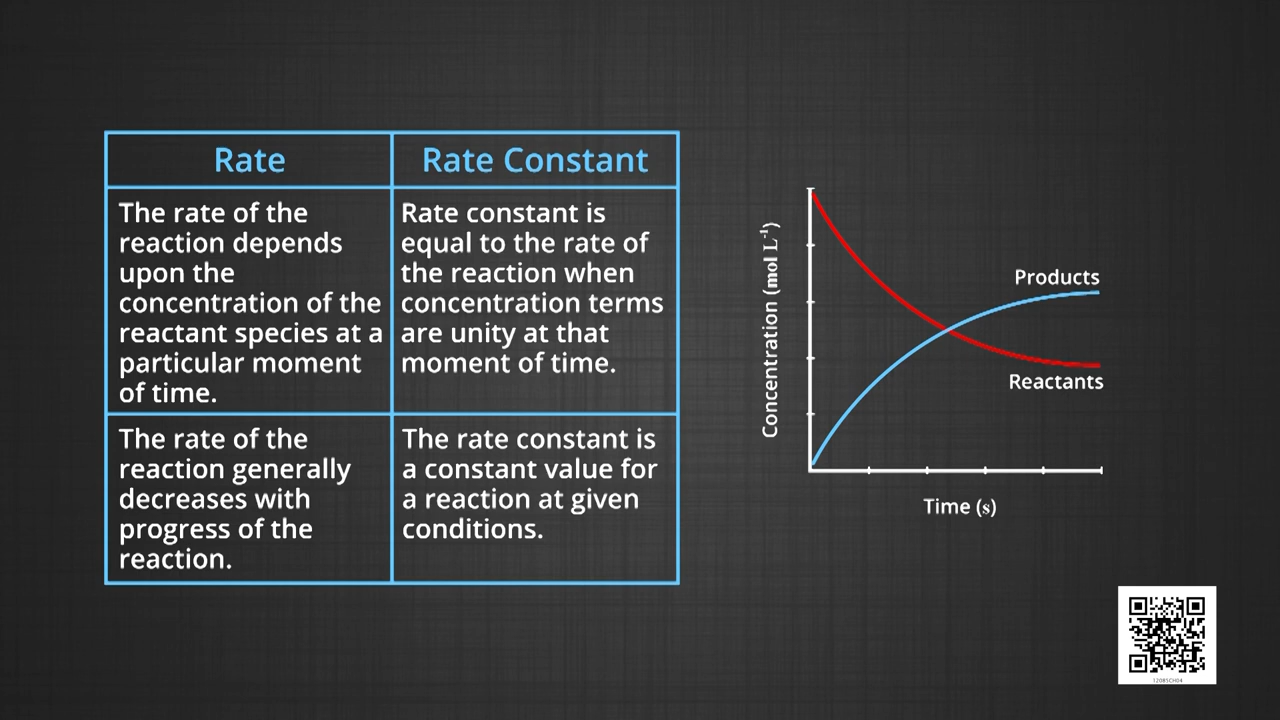 Rate
Rate Constant
The rate of the
reaction depends
upon the
concentration of the
reactant species at a
particular moment
of time.
Rate constant is
equal to the rate of
the reaction when
concentration terms
are unity at that
moment of time.
The rate of the
reaction generally
decreases with
progress of the
reaction.
The rate constant is
a constant value for
a reaction at given
conditions.
Concentration (mol L⁻¹)
Products
Reactants
Time (s)
12085CH04